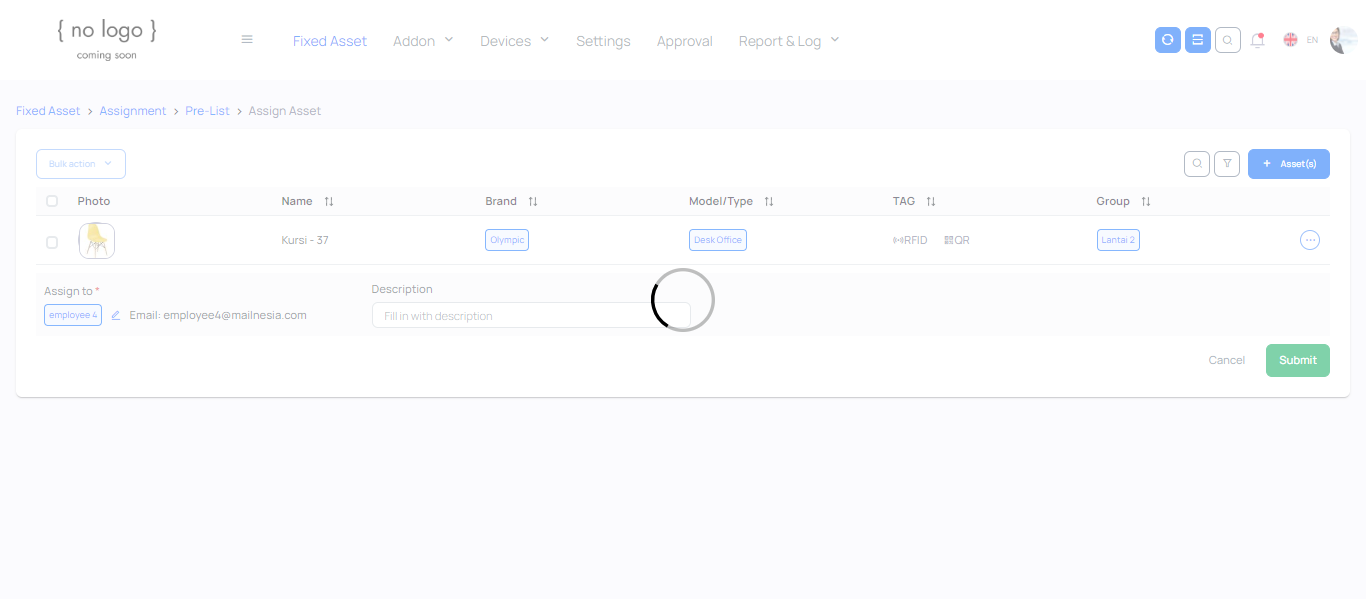 { no logo }
coming soon
Fixed Asset Addon Devices Settings Approval Report & Log EN
Fixed Asset > Assignment > Pre-List > Assign Asset
Bulk action + Asset(s)
Photo Name Brand Model/Type TAG Group
Kursi - 37 Olympic Desk Office RFID QR Lantai 2
Assign to * Description
employee 4 Email: employee4@mailnesia.com Fill in with description
Cancel Submit